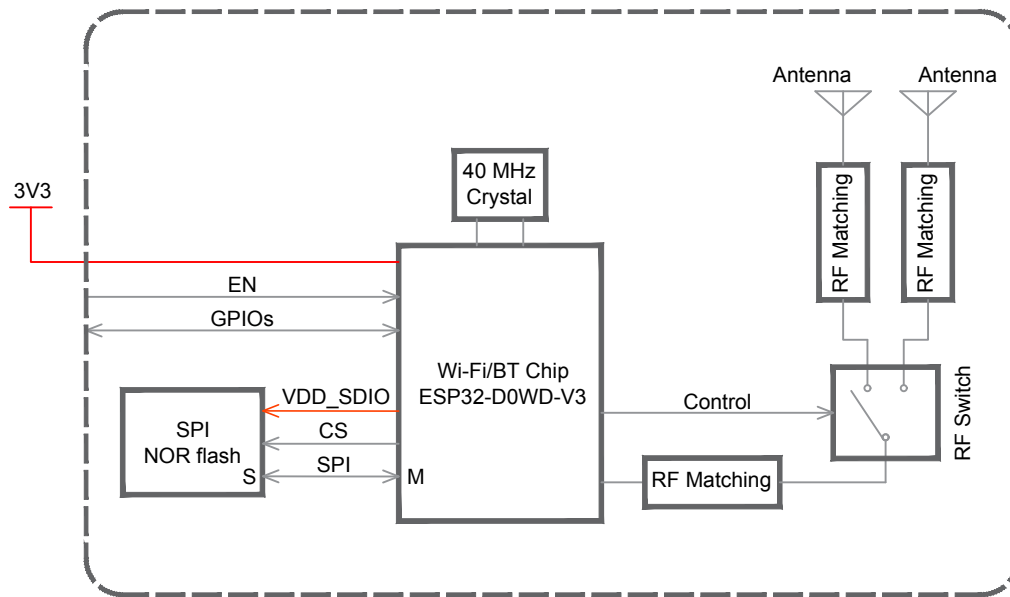 Antenna
Antenna
40 MHz
Crystal
RF Matching
RF Matching
3V3
EN
GPIOs
Wi-Fi/BT Chip
ESP32-D0WD-V3
VDD_SDIO
Control
SPI
NOR flash
CS
RF Switch
SPI
S
M
RF Matching